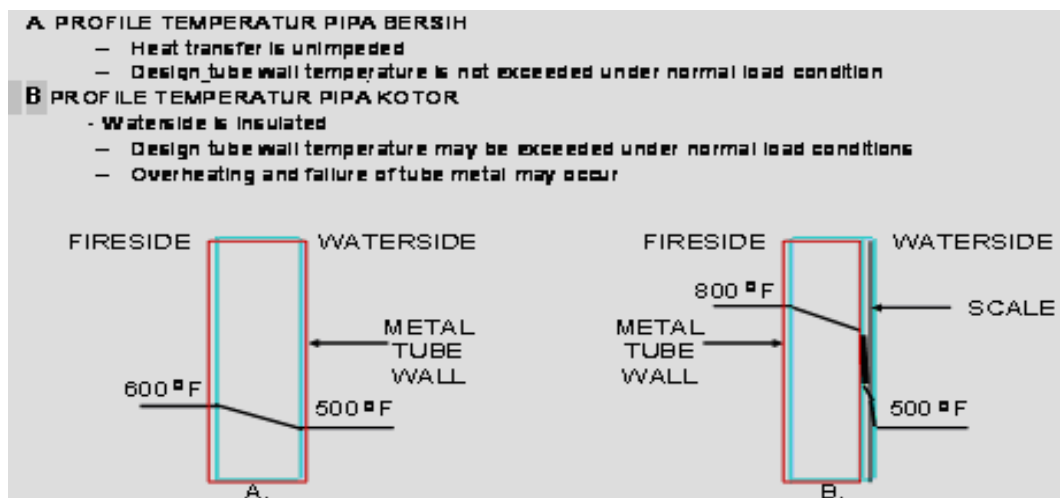 A. PROFILE TEMPERATUR PIPA BERSIH
– Heat transfer is unimpeded
– Design tube wall temperature is not exceeded under normal load condition
B PROFILE TEMPERATUR PIPA KOTOR
- Waterside is insulated
– Design tube wall temperature may be exceeded under normal load conditions
– Overheating and failure of tube metal may occur
FIRESIDE WATERSIDE
600 °F
500 °F
METAL
TUBE
WALL
A.
FIRESIDE WATERSIDE
800 °F
SCALE
METAL
TUBE
WALL
500 °F
B.